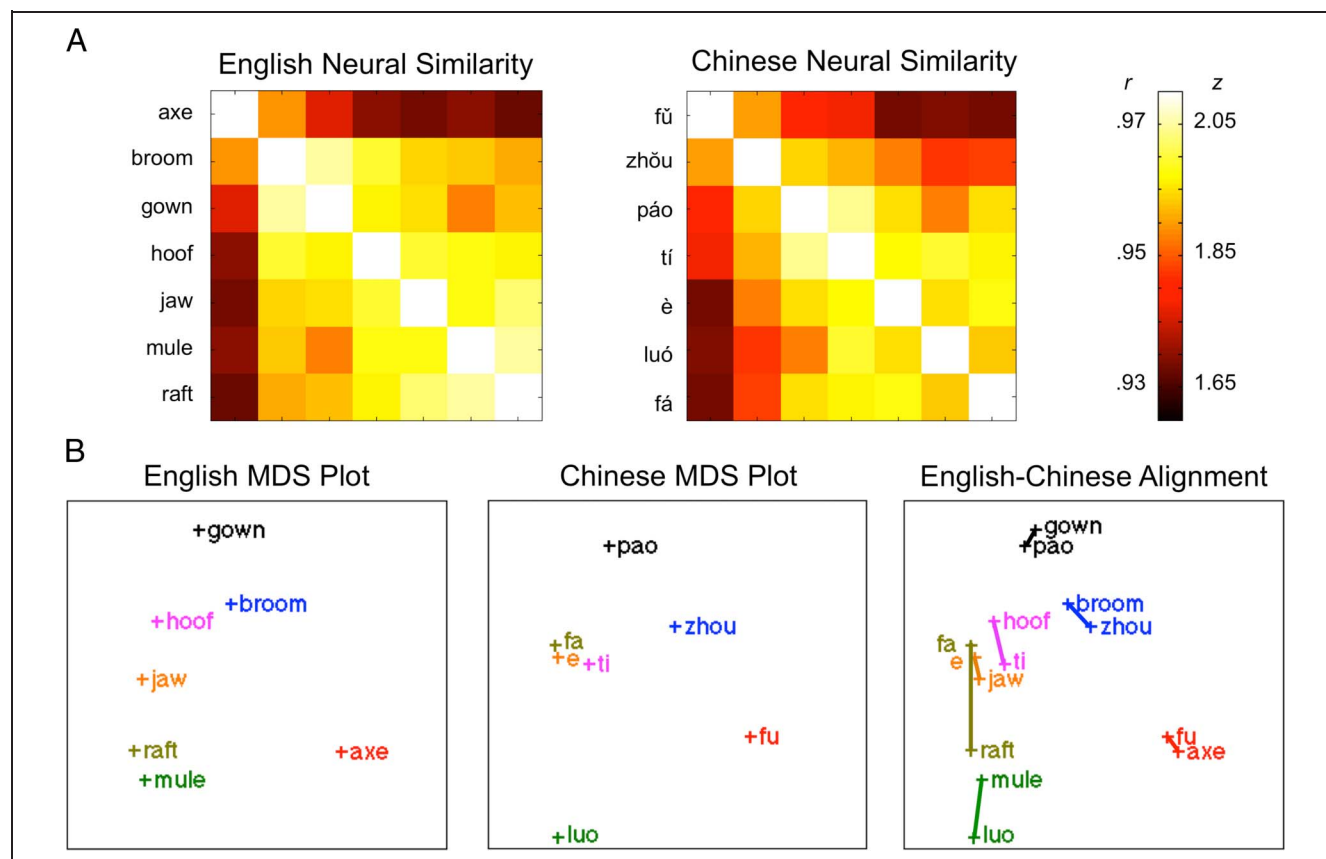 A
English Neural Similarity
Chinese Neural Similarity
r z
axe
broom
gown
hoof
jaw
mule
raft
fŭ
zhŏu
páo
tí
è
luó
fá
.97 2.05
.95 1.85
.93 1.65
B
English MDS Plot
Chinese MDS Plot
English-Chinese Alignment
gown
broom
hoof
jaw
raft
axe
mule
pao
zhou
fa
e
ti
fu
luo
gown
pao
broom
zhou
hoof
fa
e
ti
jaw
fu
axe
raft
mule
luo